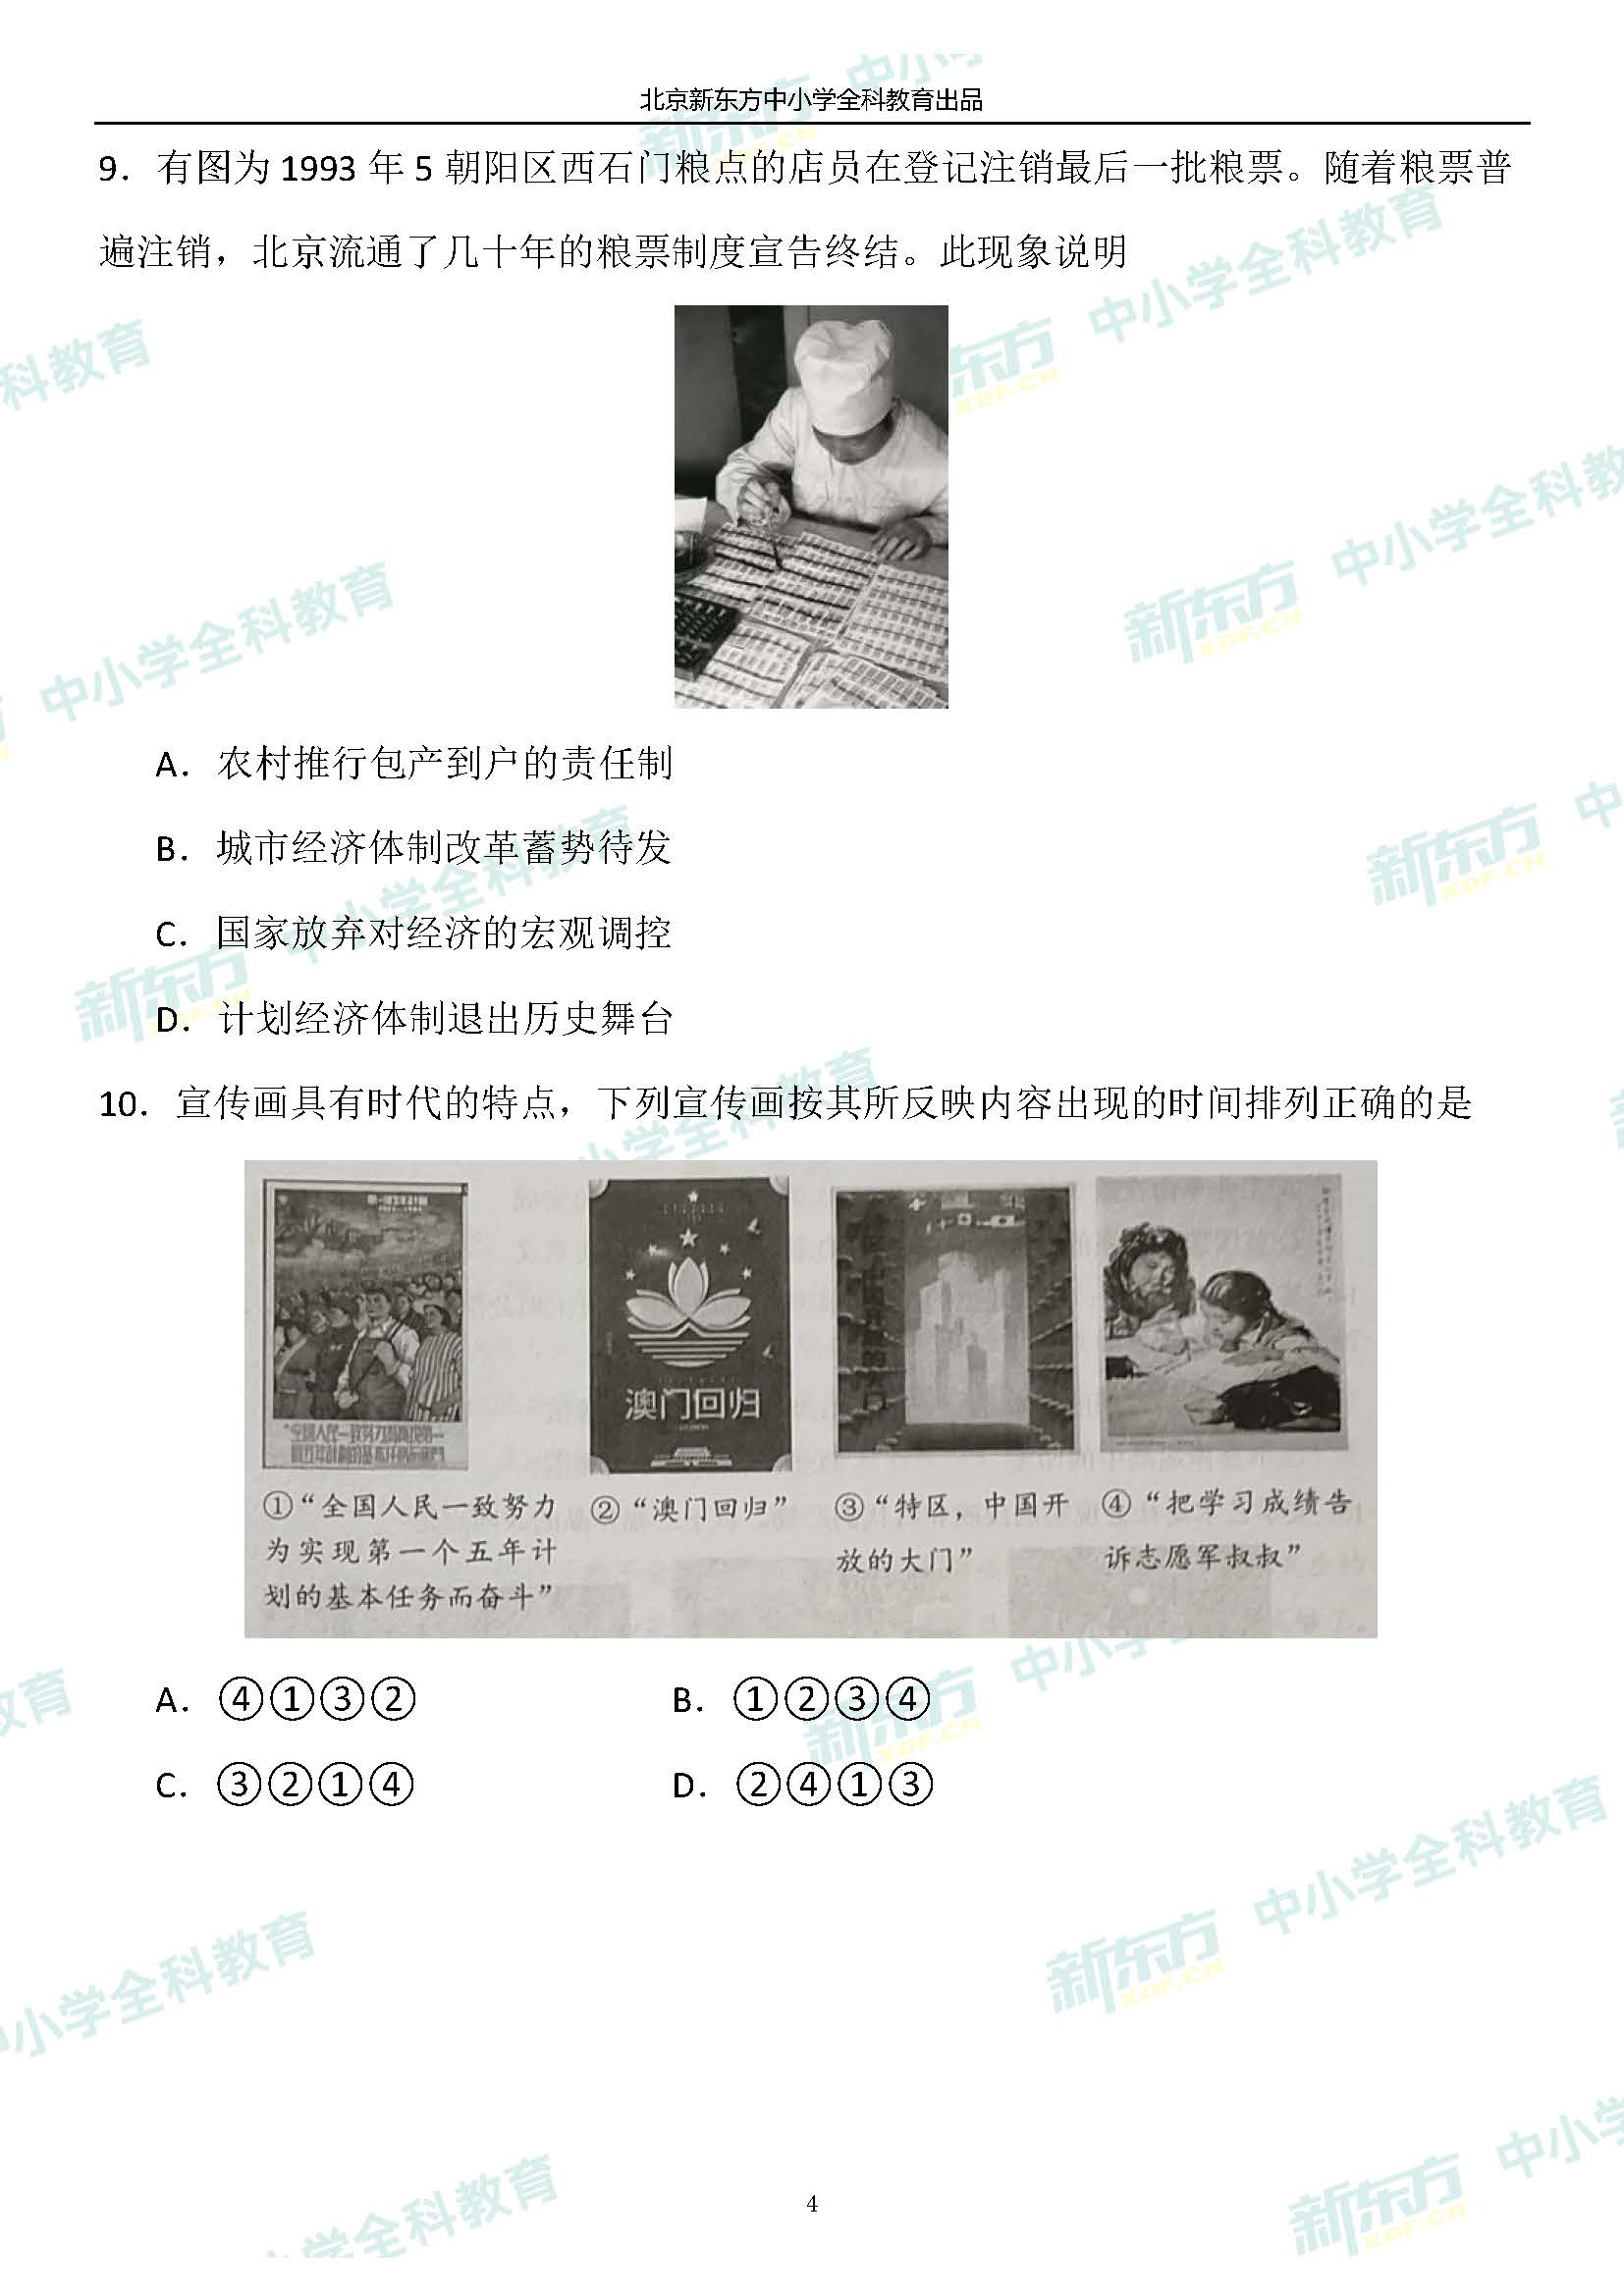 北京新东方中小学全科教育出品
9．有图为 1993 年 5 朝阳区西石门粮点的店员在登记注销最后一批粮票。随着粮票普
遍注销，北京流通了几十年的粮票制度宣告终结。此现象说明
A．农村推行包产到户的责任制
B．城市经济体制改革蓄势待发
C．国家放弃对经济的宏观调控
D．计划经济体制退出历史舞台
10．宣传画具有时代的特点，下列宣传画按其所反映内容出现的时间排列正确的是
澳门回归
①“全国人民一致努力
为实现第一个五年计
划的基本任务而奋斗”
②“澳门回归”
③“特区，中国开
放的大门”
④“把学习成绩告
诉志愿军叔叔”
A．④①③②
B．①②③④
C．③②①④
D．②④①③
4
新东方 XDF.CN 中小学全科教育